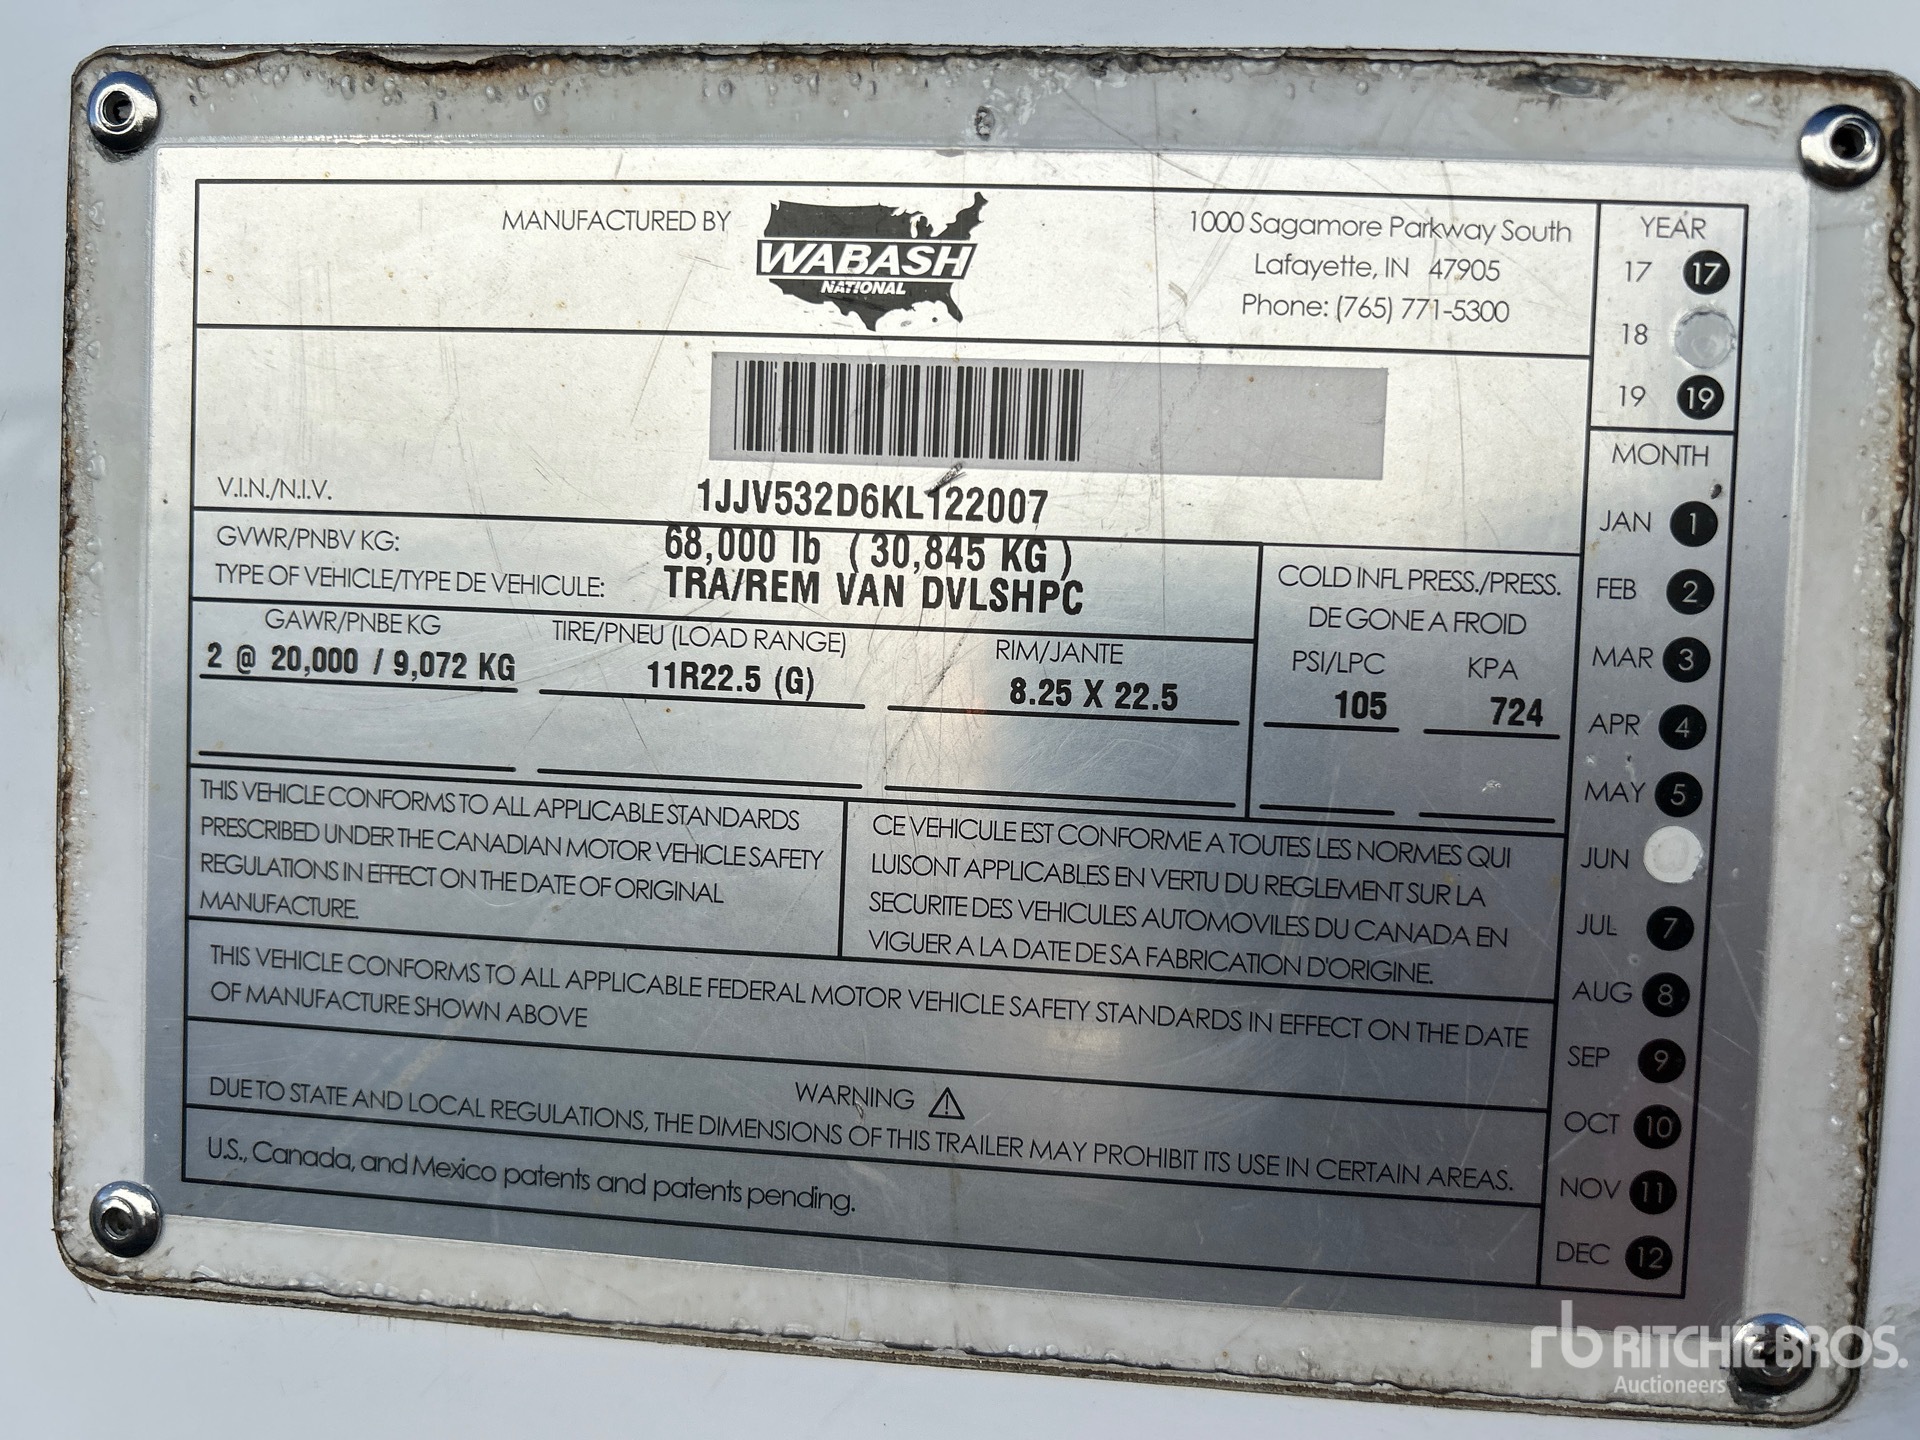 MANUFACTURED BY
WABASH
NATIONAL
1000 Sagamore Parkway South
Lafayette, IN 47905
Phone: (765) 771-5300
V.I.N./N.I.V.
1JJV532D6KL122007
GVWR/PNBV KG:
68,000 lb (30,845 KG )
TYPE OF VEHICLE/TYPE DE VEHICULE:
TRA/REM VAN DVLSHPC
GAWR/PNBE KG
2 @ 20,000 / 9,072 KG
TIRE/PNEU (LOAD RANGE)
11R22.5 (G)
RIM/JANTE
8.25 X 22.5
COLD INFL PRESS./PRESS.
DE GONE A FROID
PSI/LPC KPA
105 724
THIS VEHICLE CONFORMS TO ALL APPLICABLE STANDARDS
PRESCRIBED UNDER THE CANADIAN MOTOR VEHICLE SAFETY
REGULATIONS IN EFFECT ON THE DATE OF ORIGINAL
MANUFACTURE.
CE VEHICULE EST CONFORME A TOUTES LES NORMES QUI
LUISONT APPLICABLES EN VERTU DU REGLEMENT SUR LA
SECURITE DES VEHICULES AUTOMOVILES DU CANADA EN
VIGUER A LA DATE DE SA FABRICATION D'ORIGINE.
THIS VEHICLE CONFORMS TO ALL APPLICABLE FEDERAL MOTOR VEHICLE SAFETY STANDARDS IN EFFECT ON THE DATE
OF MANUFACTURE SHOWN ABOVE
WARNING
DUE TO STATE AND LOCAL REGULATIONS, THE DIMENSIONS OF THIS TRAILER MAY PROHIBIT ITS USE IN CERTAIN AREAS.
U.S., Canada, and Mexico patents and patents pending.
YEAR
17 17
18
19 19
MONTH
JAN 1
FEB 2
MAR 3
APR 4
MAY 5
JUN
JUL 7
AUG 8
SEP 9
OCT 10
NOV 11
DEC 12
rb RITCHIE BROS.
Auctioneers